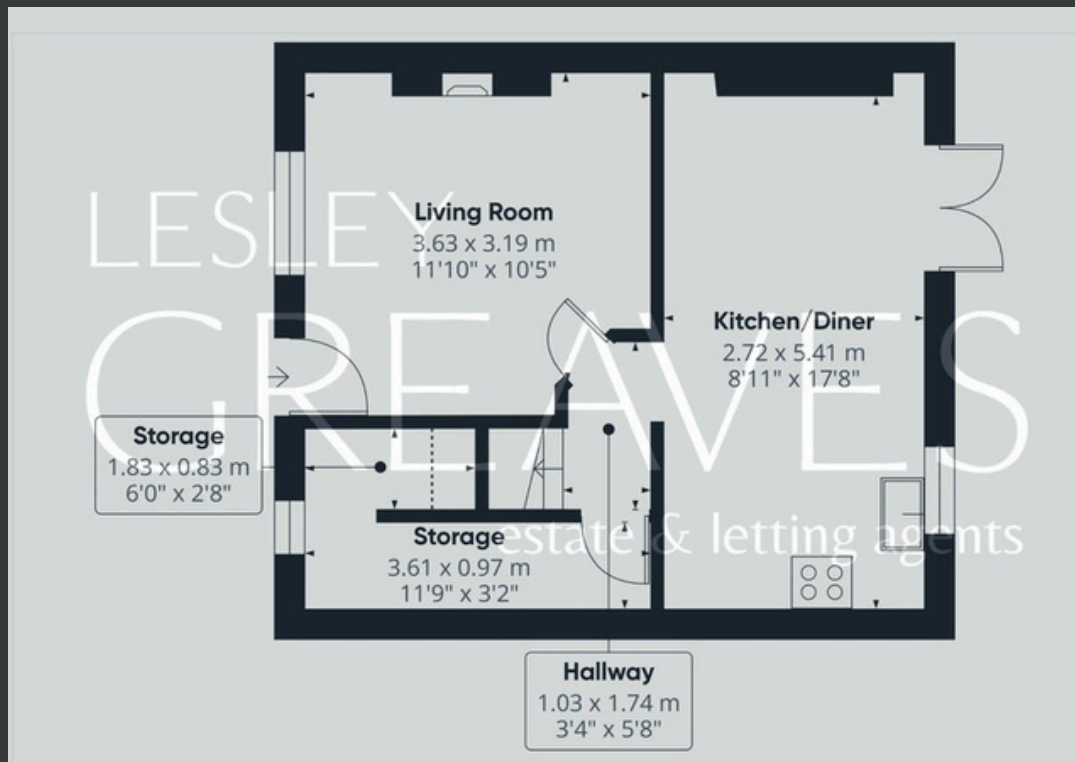 LESLEY
GREAVES
estate & letting agents
Living Room
3.63 x 3.19 m
11'10" x 10'5"
Kitchen/Diner
2.72 x 5.41 m
8'11" x 17'8"
Storage
1.83 x 0.83 m
6'0" x 2'8"
Storage
3.61 x 0.97 m
11'9" x 3'2"
Hallway
1.03 x 1.74 m
3'4" x 5'8"